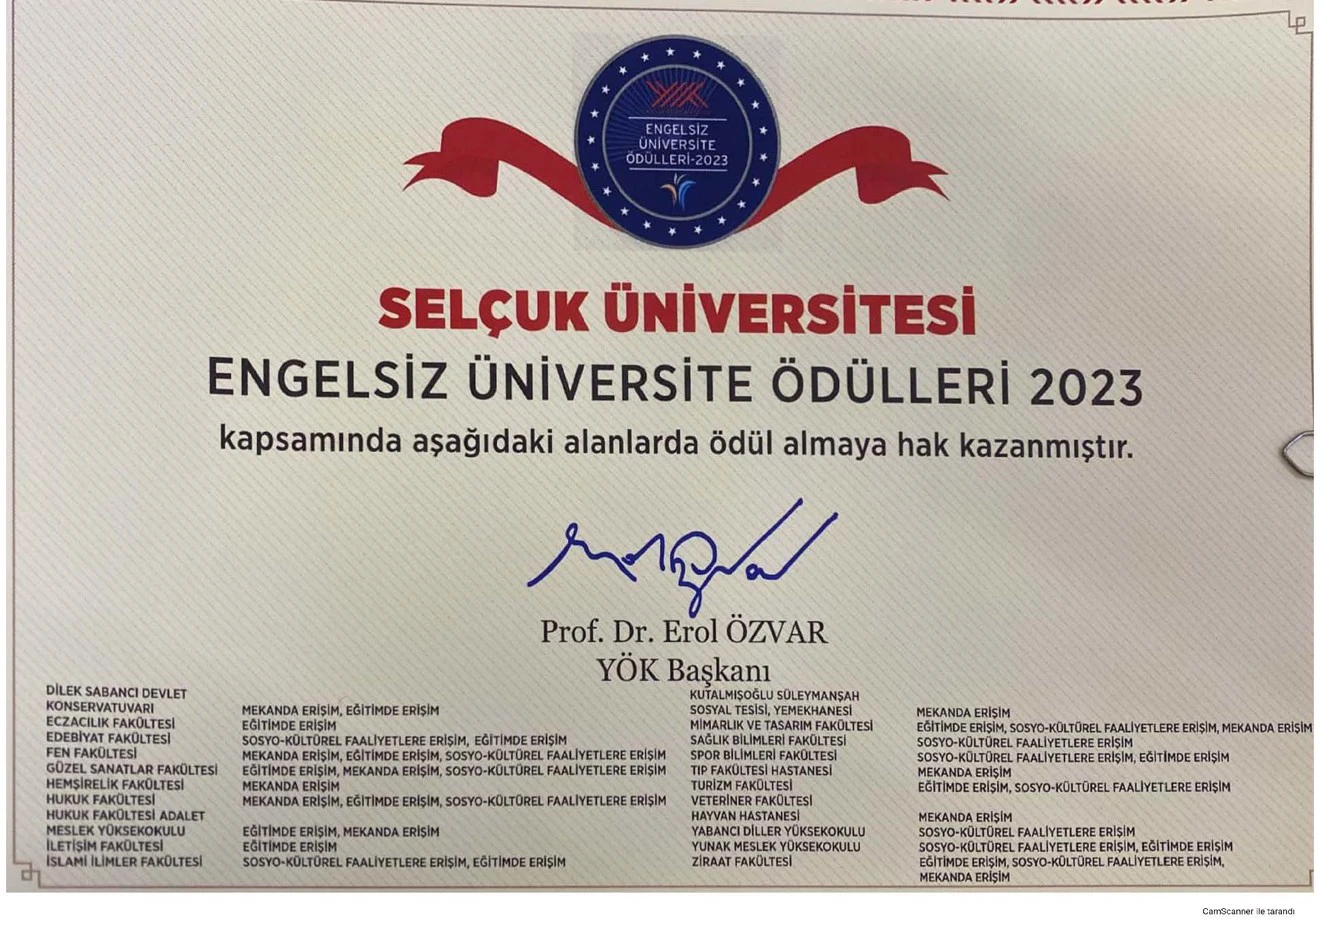 ENGELSİZ
ÜNİVERSİTE
ÖDÜLLERİ-2023
SELÇUK ÜNİVERSİTESİ
ENGELSİZ ÜNİVERSİTE ÖDÜLLERİ 2023
kapsamında aşağıdaki alanlarda ödül almaya hak kazanmıştır.
Prof. Dr. Erol ÖZVAR
YÖK Başkanı
DİLEK SABANCI DEVLET
KONSERVATUVARI MEKANDA ERİŞİM, EĞİTİMDE ERİŞİM
ECZACILIK FAKÜLTESİ EĞİTİMDE ERİŞİM
EDEBİYAT FAKÜLTESİ SOSYO-KÜLTÜREL FAALİYETLERE ERİŞİM, EĞİTİMDE ERİŞİM
FEN FAKÜLTESİ MEKANDA ERİŞİM, EĞİTİMDE ERİŞİM, SOSYO-KÜLTÜREL FAALİYETLERE ERİŞİM
GÜZEL SANATLAR FAKÜLTESİ EĞİTİMDE ERİŞİM, MEKANDA ERİŞİM, SOSYO-KÜLTÜREL FAALİYETLERE ERİŞİM
HEMŞİRELİK FAKÜLTESİ MEKANDA ERİŞİM
HUKUK FAKÜLTESİ MEKANDA ERİŞİM, EĞİTİMDE ERİŞİM, SOSYO-KÜLTÜREL FAALİYETLERE ERİŞİM
HUKUK FAKÜLTESİ ADALET
MESLEK YÜKSEKOKULU EĞİTİMDE ERİŞİM, MEKANDA ERİŞİM
İLETİŞİM FAKÜLTESİ EĞİTİMDE ERİŞİM
İSLAMİ İLİMLER FAKÜLTESİ SOSYO-KÜLTÜREL FAALİYETLERE ERİŞİM, EĞİTİMDE ERİŞİM
KUTALMIŞOĞLU SÜLEYMANŞAH
SOSYAL TESİSİ, YEMEKHANESİ MEKANDA ERİŞİM
MİMARLIK VE TASARIM FAKÜLTESİ EĞİTİMDE ERİŞİM, SOSYO-KÜLTÜREL FAALİYETLERE ERİŞİM, MEKANDA ERİŞİM
SAĞLIK BİLİMLERİ FAKÜLTESİ SOSYO-KÜLTÜREL FAALİYETLERE ERİŞİM
SPOR BİLİMLERİ FAKÜLTESİ SOSYO-KÜLTÜREL FAALİYETLERE ERİŞİM, EĞİTİMDE ERİŞİM
TIP FAKÜLTESİ HASTANESİ MEKANDA ERİŞİM
TURİZM FAKÜLTESİ EĞİTİMDE ERİŞİM, SOSYO-KÜLTÜREL FAALİYETLERE ERİŞİM
VETERİNER FAKÜLTESİ
HAYVAN HASTANESİ MEKANDA ERİŞİM
YABANCI DİLLER YÜKSEKOKULU SOSYO-KÜLTÜREL FAALİYETLERE ERİŞİM
YUNAK MESLEK YÜKSEKOKULU SOSYO-KÜLTÜREL FAALİYETLERE ERİŞİM, EĞİTİMDE ERİŞİM
ZİRAAT FAKÜLTESİ EĞİTİMDE ERİŞİM, SOSYO-KÜLTÜREL FAALİYETLERE ERİŞİM,
MEKANDA ERİŞİM
CamScanner ile tarandı